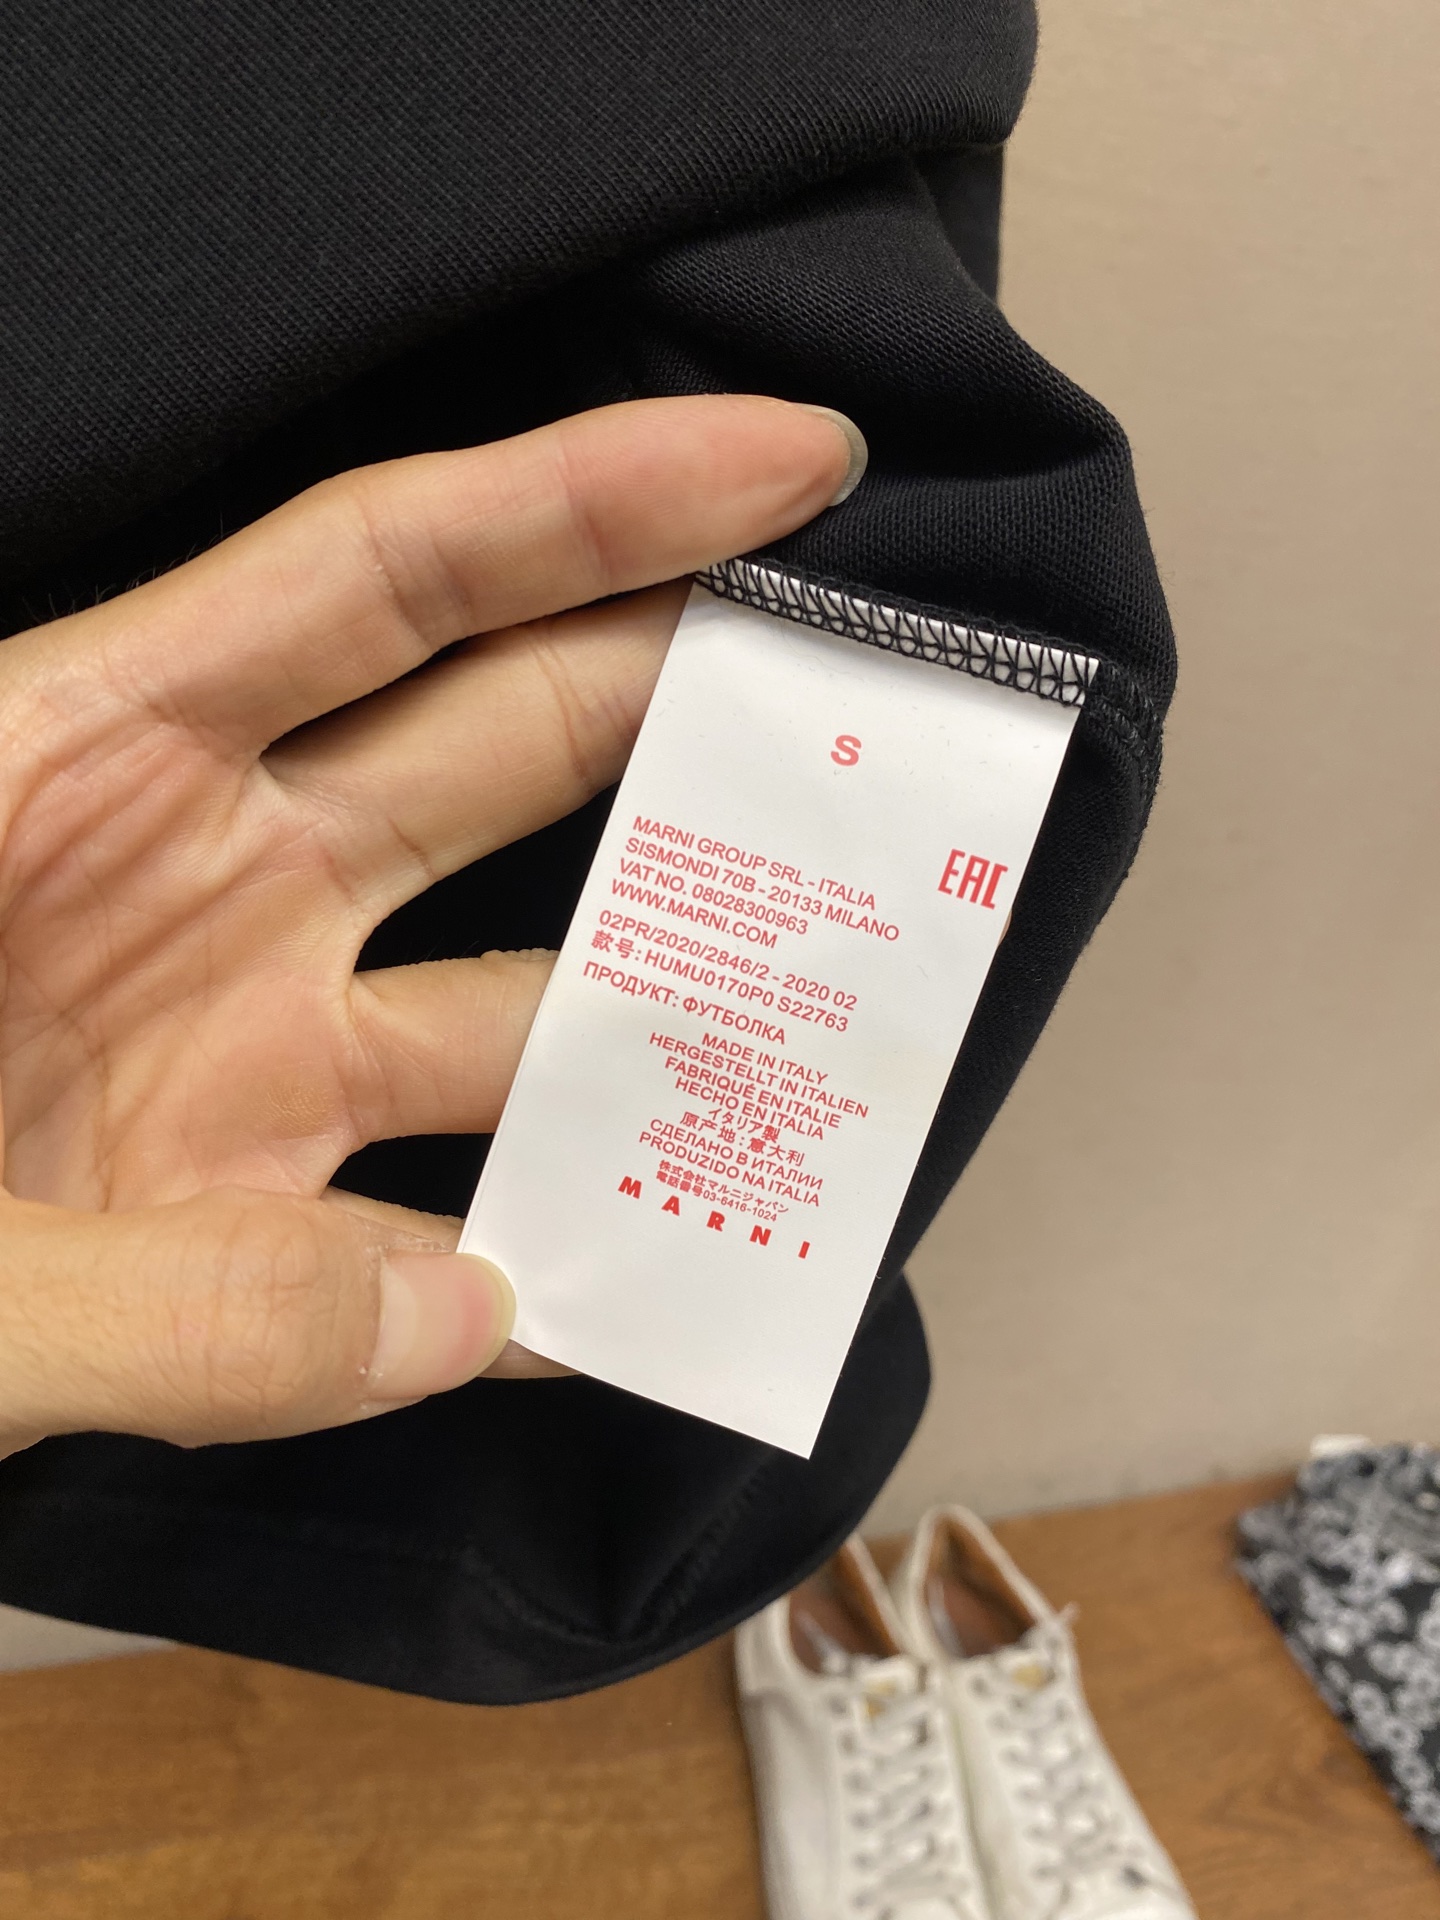 S
MARNI GROUP SRL - ITALIA
SISMONDI 70B - 20133 MILANO
VAT NO. 08028300963
WWW.MARNI.COM
EAC
02PR/2020/2846/2 - 2020 02
款号: HUMU0170P0 S22763
ПРОДУКТ: ФУТБОЛКА
MADE IN ITALY
HERGESTELLT IN ITALIEN
FABRIQUÉ EN ITALIE
HECHO EN ITALIA
イタリア製
原产地: 意大利
СДЕЛАНО В ИТАЛИИ
PRODUZIDO NA ITALIA
株式会社マルニジャパン
電話番号03-6416-1024
MARNI